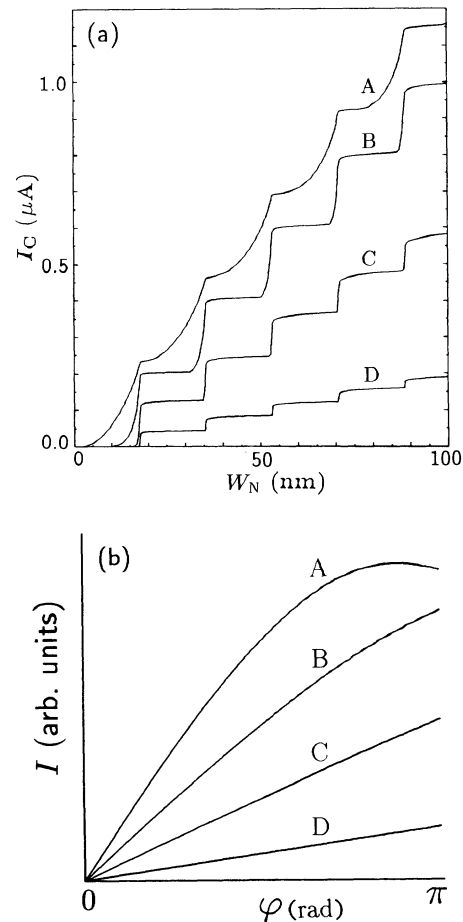 (a)
1.0
0.5
0.0
I_C (μA)
A
B
C
D
0
50
100
W_N (nm)
(b)
I (arb. units)
A
B
C
D
0
π
φ (rad)